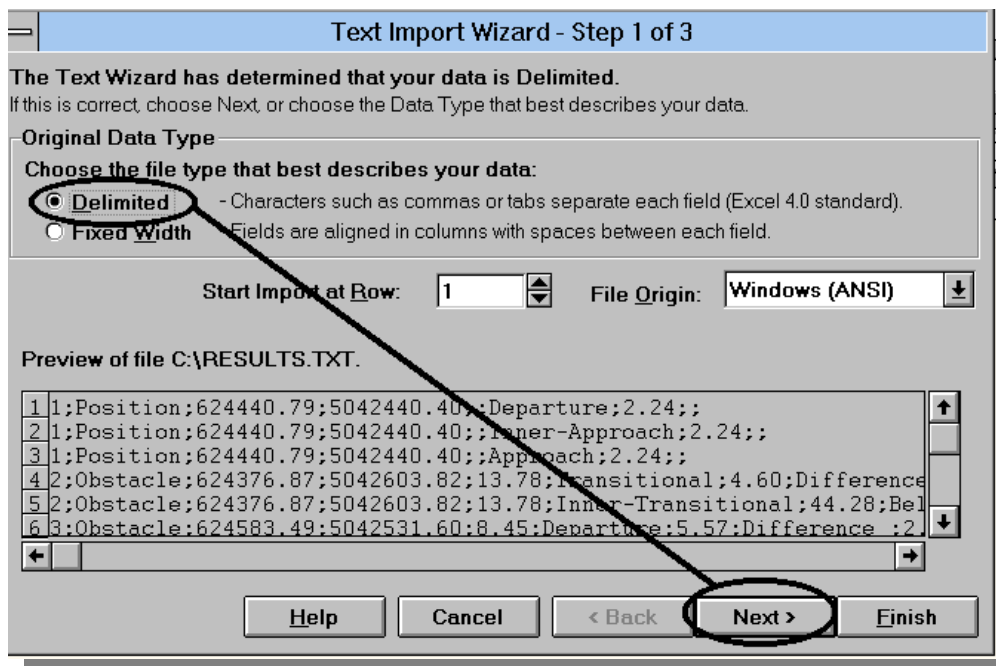 Text Import Wizard - Step 1 of 3
The Text Wizard has determined that your data is Delimited.
If this is correct, choose Next, or choose the Data Type that best describes your data.
Original Data Type
Choose the file type that best describes your data:
Delimited - Characters such as commas or tabs separate each field (Excel 4.0 standard).
Fixed Width - Fields are aligned in columns with spaces between each field.
Start Import at Row: 1 File Origin: Windows (ANSI)
Preview of file C:\RESULTS.TXT.
1 1;Position;624440.79;5042440.40;;Departure;2.24;;
2 1;Position;624440.79;5042440.40;;Inner-Approach;2.24;;
3 1;Position;624440.79;5042440.40;;Approach;2.24;;
4 2;Obstacle;624376.87;5042603.82;13.78;Transitional;4.60;Difference
5 2;Obstacle;624376.87;5042603.82;13.78;Inner-Transitional;44.28;Bel
6 3;Obstacle;624583.49;5042531.60;8.45;Departure;5.57;Difference ;2.
Help Cancel < Back Next > Finish